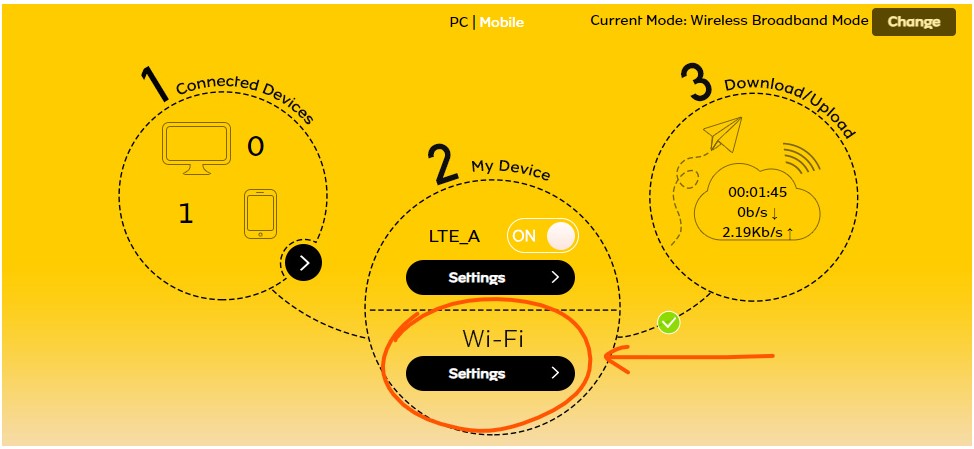 PC | Mobile
Current Mode: Wireless Broadband Mode Change
1 Connected Devices
0
1
2 My Device
LTE_A ON
Settings
Wi-Fi
Settings
3 Download/Upload
00:01:45
0b/s ↓
2.19Kb/s ↑